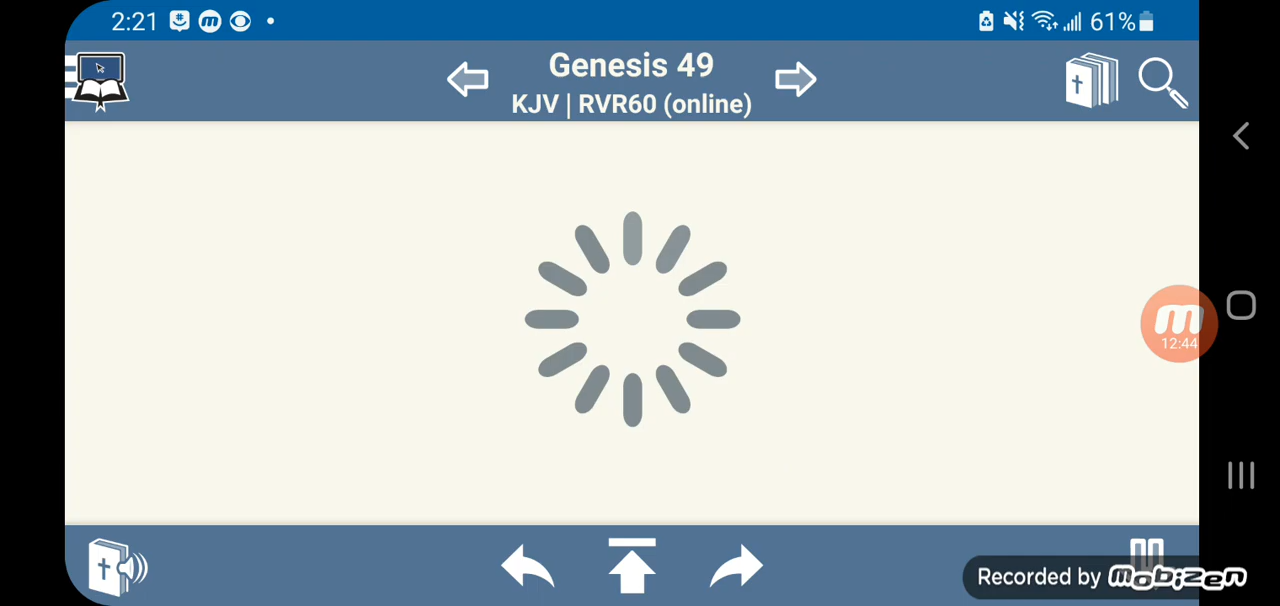 2:21
61%
Genesis 49
KJV | RVR60 (online)
12:44
Recorded by Mobizen